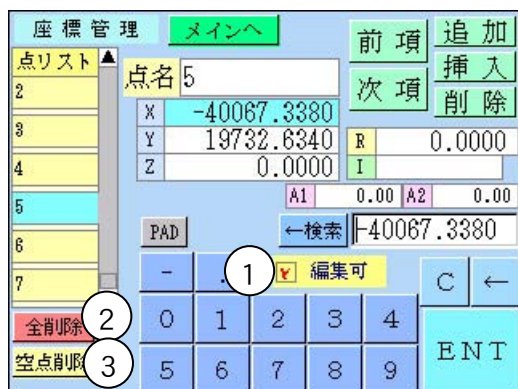 座標管理 メインへ
前項 追加
挿入
次項 削除
点リスト
2
3
4
5
6
7
点名 5
X -40067.3380
Y 19732.6340
Z 0.0000
R 0.0000
I
A1 0.00 A2 0.00
PAD ←検索 -40067.3380
- . ① 編集可
C ←
0 1 2 3 4
5 6 7 8 9
ENT
全削除 ②
空点削除 ③